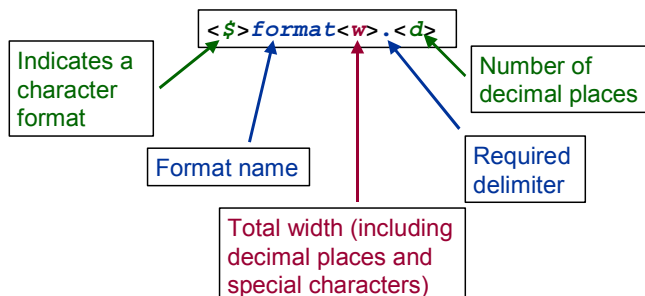 <$>format<w>.<d>
Indicates a
character
format
Number of
decimal places
Format name
Required
delimiter
Total width (including
decimal places and
special characters)